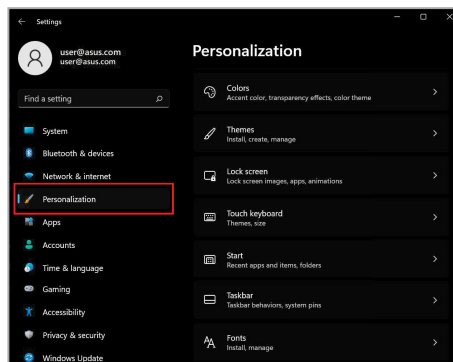 Settings
user@asus.com
user@asus.com
Find a setting
System
Bluetooth & devices
Network & internet
Personalization
Apps
Accounts
Time & language
Gaming
Accessibility
Privacy & security
Windows Update
Personalization
Colors
Accent color, transparency effects, color theme
Themes
Install, create, manage
Lock screen
Lock screen images, apps, animations
Touch keyboard
Themes, size
Start
Recent apps and items, folders
Taskbar
Taskbar behaviors, system pins
Fonts
Install, manage